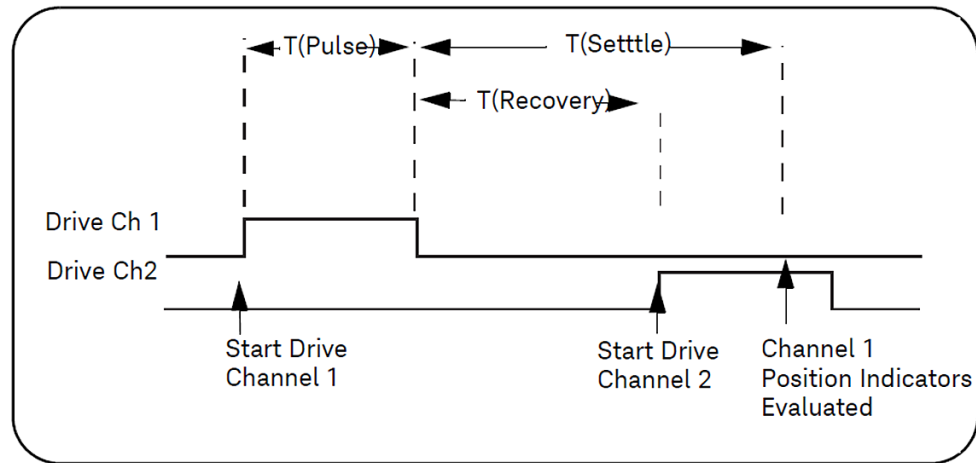 T(Pulse)
T(Setttle)
T(Recovery)
Drive Ch 1
Drive Ch2
Start Drive
Channel 1
Start Drive
Channel 2
Channel 1
Position Indicators
Evaluated